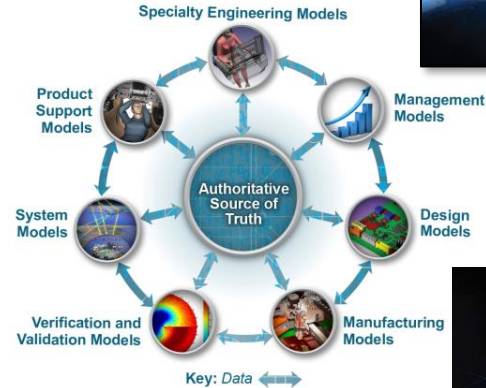 Specialty Engineering Models
Product
Support
Models
Management
Models
Authoritative
Source of
Truth
System
Models
Design
Models
Verification and
Validation Models
Manufacturing
Models
Key: Data